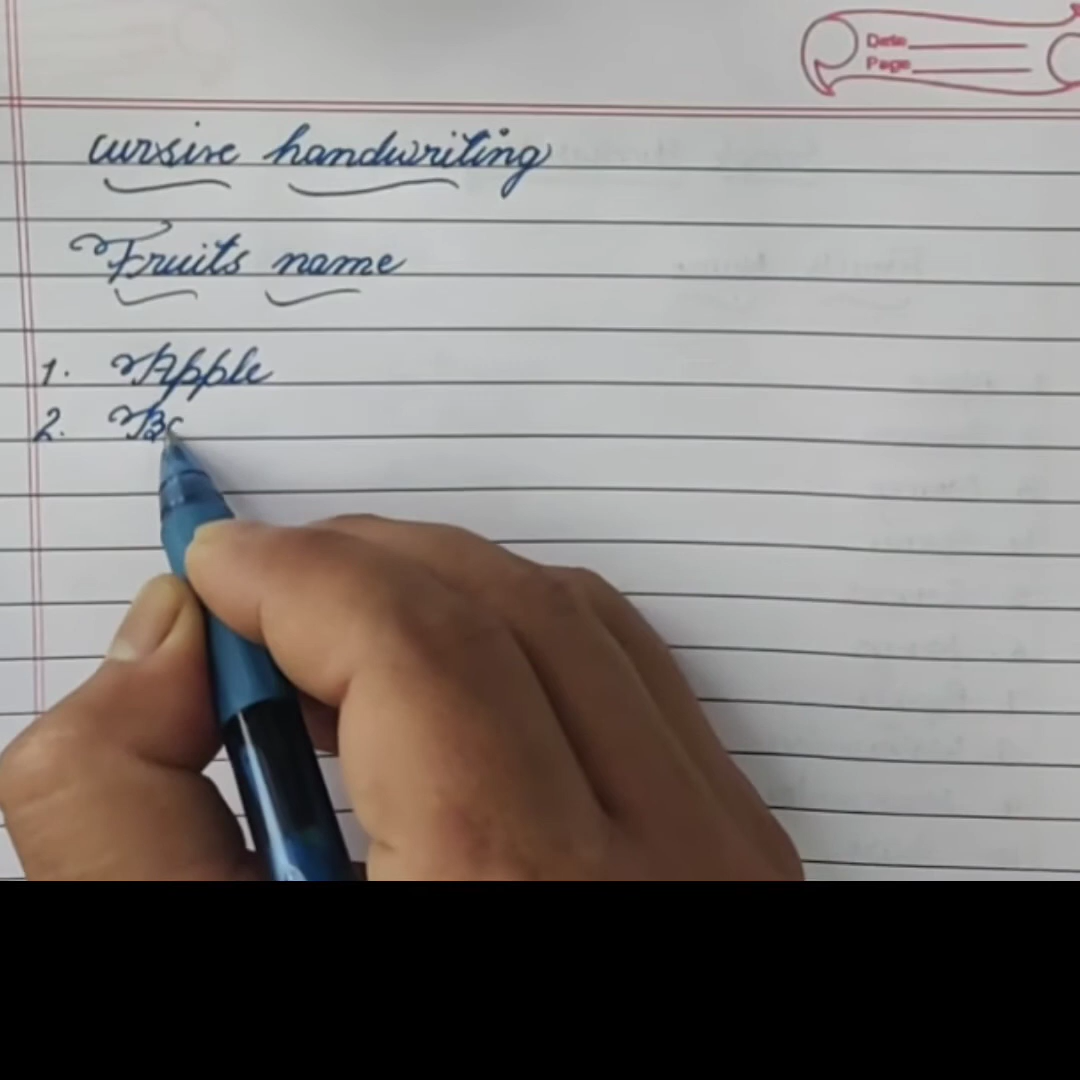 Date
Page
cursive handwriting
Fruits name
1. Apple
2. B